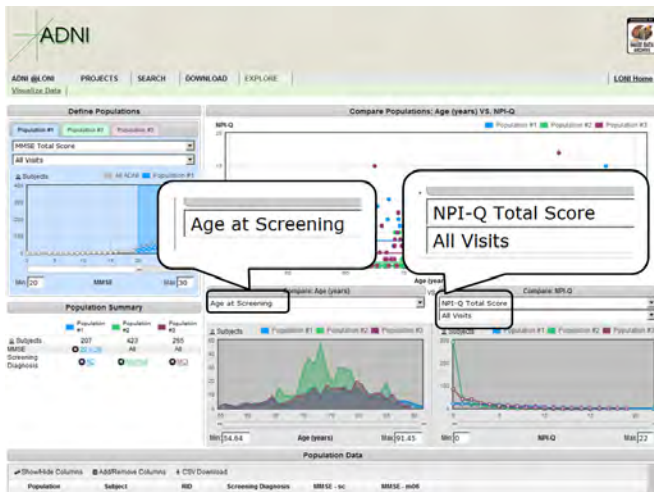 ADNI
ADNI @LONI PROJECTS SEARCH DOWNLOAD EXPLORE LONI Home
Visualize Data
Define Populations
Population #1 Population #2 Population #3
MMSE Total Score
All Visits
Subjects All ADNI Population #1
Min 20 MMSE Max 30
Compare Populations: Age (years) VS. NPI-Q
NPI-Q Population #1 Population #2 Population #3
Age at Screening
NPI-Q Total Score
All Visits
Population Summary
Population #1 Population Population #3
Subjects 207 423 255
MMSE All All
Screening Diagnosis
Compare: Age (years)
Age at Screening
Subjects Population #1 Population #2 Population #3
Min 54.64 Age (years) Max 91.45
VS
Compare: NPI-Q
NPI-Q Total Score
All Visits
Subjects Population #1 Population #2 Population #3
Min 0 NPI-Q Max 22
Population Data
Show/Hide Columns Add/Remove Columns CSV Download
Population Subject RID Screening Diagnosis MMSE - sc MMSE - m06